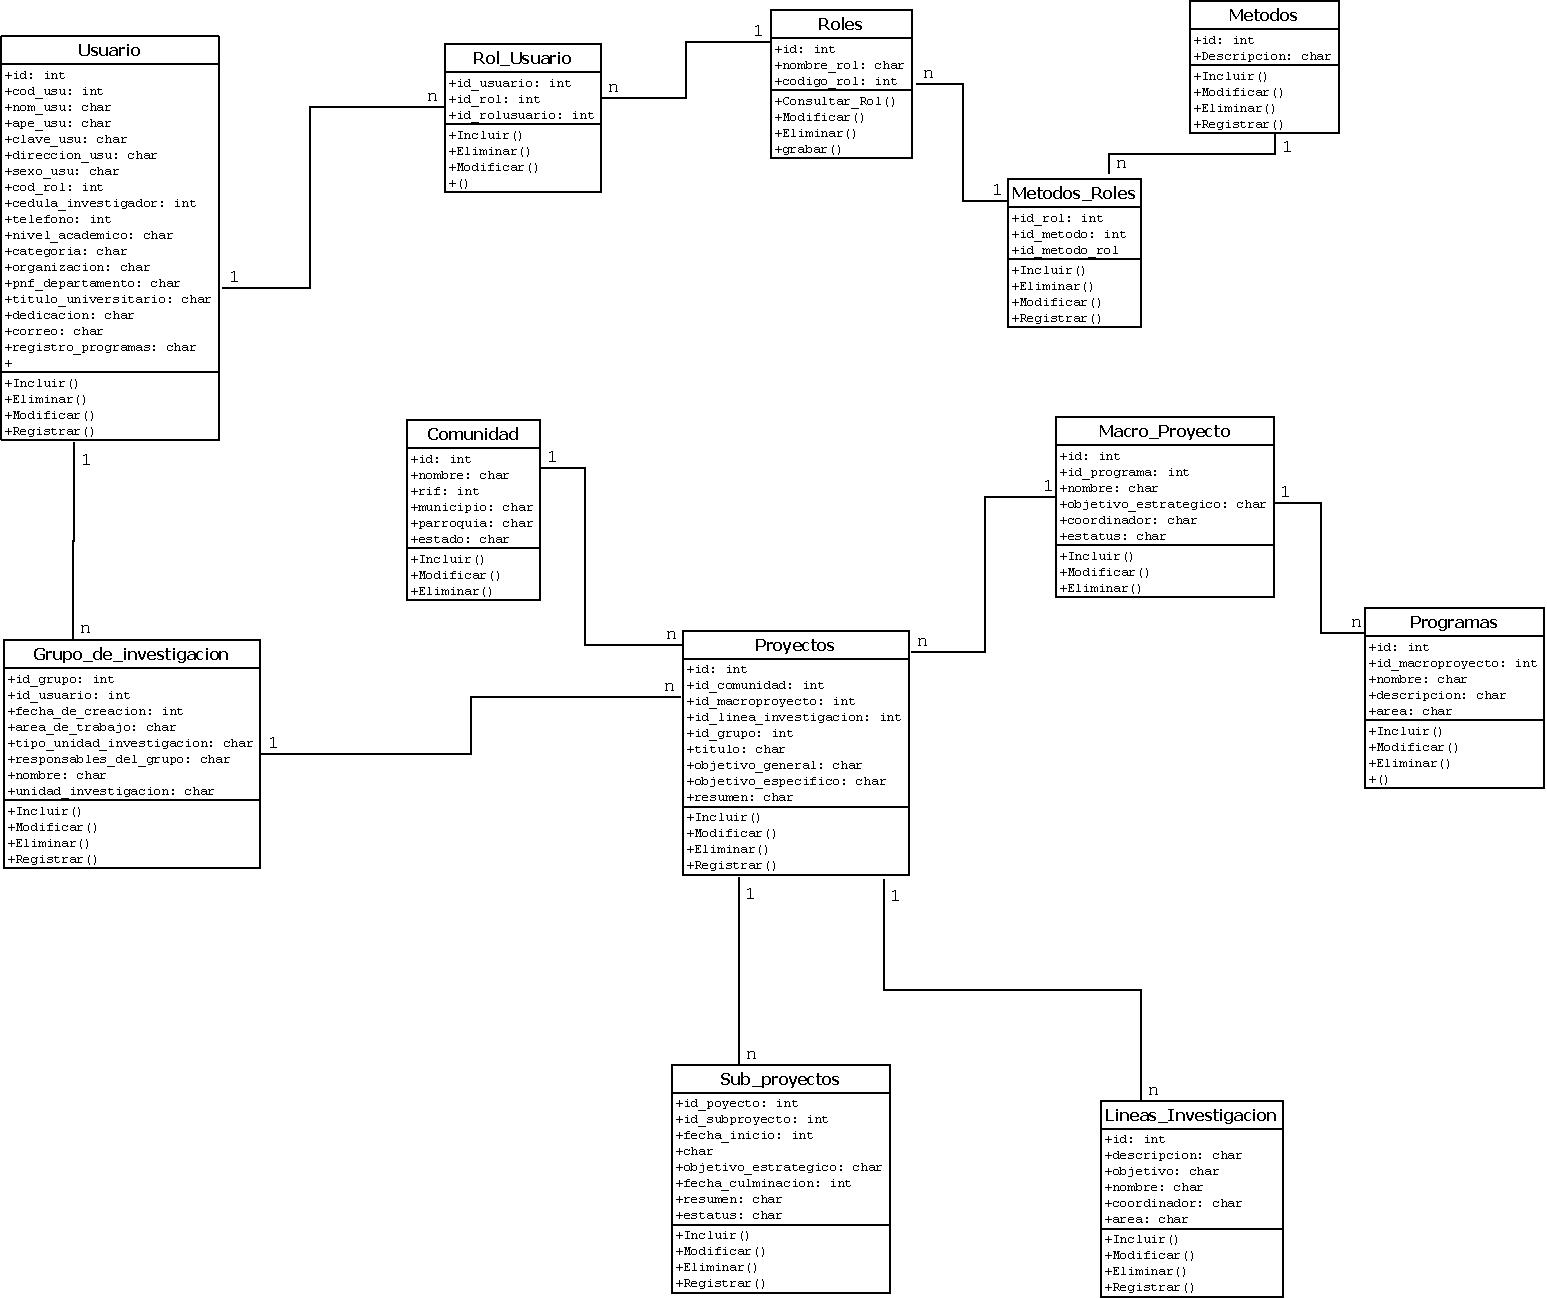 Usuario
+id: int
+cod_usu: int
+nom_usu: char
+ape_usu: char
+clave_usu: char
+direccion_usu: char
+sexo_usu: char
+cod_rol: int
+cedula_investigador: int
+telefono: int
+nivel_academico: char
+categoria: char
+organizacion: char
+pnf_departamento: char
+titulo_universitario: char
+dedicacion: char
+correo: char
+registro_programas: char
+
+Incluir()
+Eliminar()
+Modificar()
+Registrar()
1
n
Rol_Usuario
+id_usuario: int
+id_rol: int
+id_rolusuario: int
+Incluir()
+Eliminar()
+Modificar()
+()
n
1
Roles
+id: int
+nombre_rol: char
+codigo_rol: int
+Consultar_Rol()
+Modificar()
+Eliminar()
+grabar()
n
1
Metodos
+id: int
+Descripcion: char
+Incluir()
+Modificar()
+Eliminar()
+Registrar()
1
n
Metodos_Roles
+id_rol: int
+id_metodo: int
+id_metodo_rol
+Incluir()
+Eliminar()
+Modificar()
+Registrar()
1
n
Comunidad
+id: int
+nombre: char
+rif: int
+municipio: char
+parroquia: char
+estado: char
+Incluir()
+Modificar()
+Eliminar()
1
n
Macro_Proyecto
+id: int
+id_programa: int
+nombre: char
+objetivo_estrategico: char
+coordinador: char
+estatus: char
+Incluir()
+Modificar()
+Eliminar()
1
n
1
n
Programas
+id: int
+id_macroproyecto: int
+nombre: char
+descripcion: char
+area: char
+Incluir()
+Modificar()
+Eliminar()
+()
Grupo_de_investigacion
+id_grupo: int
+id_usuario: int
+fecha_de_creacion: int
+area_de_trabajo: char
+tipo_unidad_investigacion: char
+responsables_del_grupo: char
+nombre: char
+unidad_investigacion: char
+Incluir()
+Modificar()
+Eliminar()
+Registrar()
1
n
Proyectos
+id: int
+id_comunidad: int
+id_macroproyecto: int
+id_linea_investigacion: int
+id_grupo: int
+titulo: char
+objetivo_general: char
+objetivo_especifico: char
+resumen: char
+Incluir()
+Modificar()
+Eliminar()
+Registrar()
1
1
n
n
Sub_proyectos
+id_poyecto: int
+id_subproyecto: int
+fecha_inicio: int
+char
+objetivo_estrategico: char
+fecha_culminacion: int
+resumen: char
+estatus: char
+Incluir()
+Modificar()
+Eliminar()
+Registrar()
Lineas_Investigacion
+id: int
+descripcion: char
+objetivo: char
+nombre: char
+coordinador: char
+area: char
+Incluir()
+Modificar()
+Eliminar()
+Registrar()